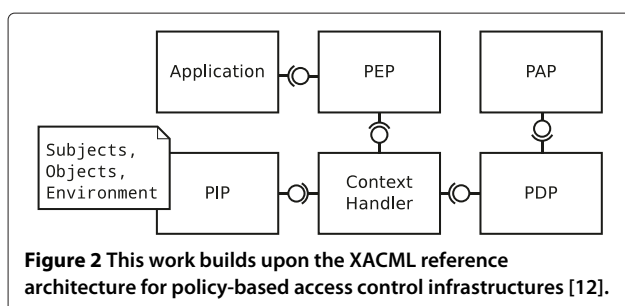 Application
PEP
PAP
Subjects,
Objects,
Environment
PIP
Context
Handler
PDP
Figure 2 This work builds upon the XACML reference
architecture for policy-based access control infrastructures [12].